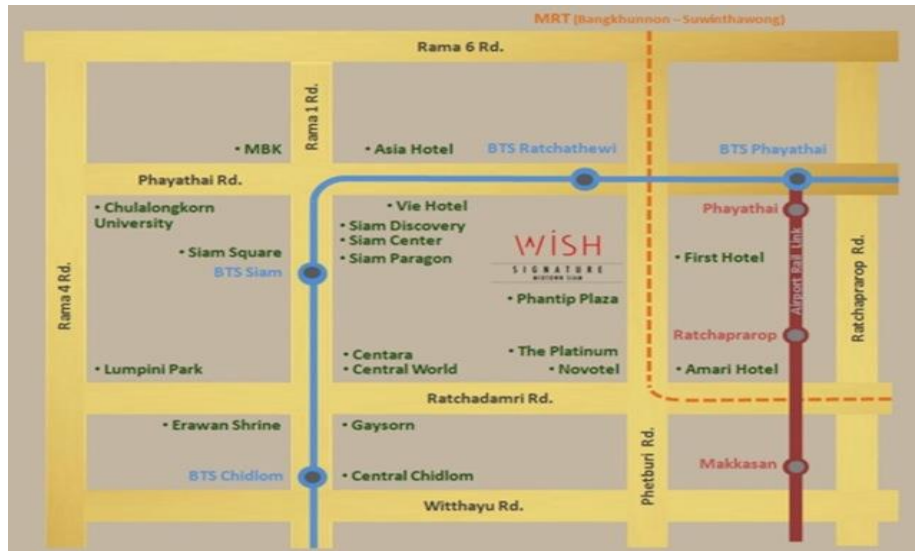 MRT (Bangkhunnon – Suwinthawong)
Rama 6 Rd.
Rama 1 Rd.
• MBK
• Asia Hotel
BTS Ratchathewi
BTS Phayathai
Phayathai Rd.
• Chulalongkorn
University
• Vie Hotel
• Siam Discovery
• Siam Center
• Siam Paragon
• Siam Square
BTS Siam
WISH
SIGNATURE
MIDTOWN SIAM
• Phantip Plaza
Phayathai
• First Hotel
Airport Rail Link
Ratchaprarop Rd.
Rama 4 Rd.
Ratchaprarop
• Lumpini Park
• Centara
• Central World
• The Platinum
• Novotel
• Amari Hotel
Ratchadamri Rd.
• Erawan Shrine
• Gaysorn
BTS Chidlom
• Central Chidlom
Phetburi Rd.
Makkasan
Witthayu Rd.